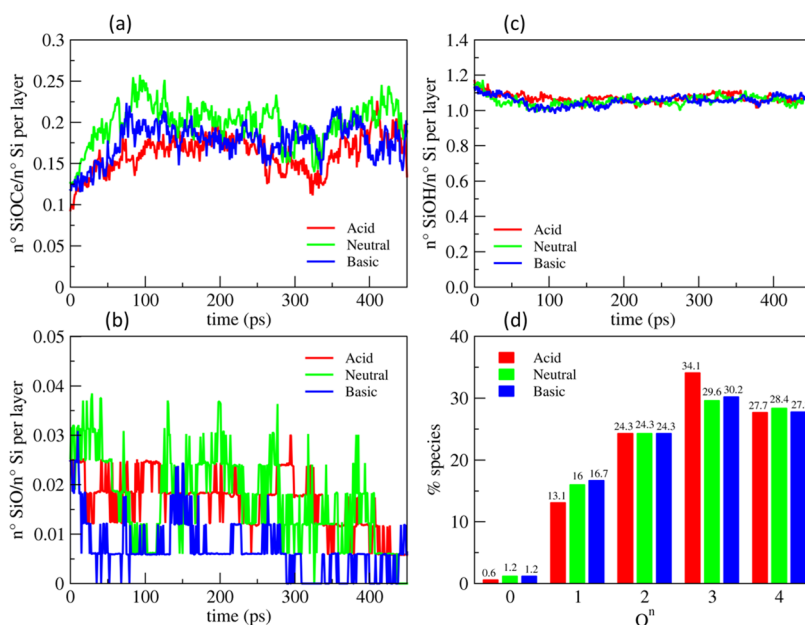 (a)
n° SiOCe/n° Si per layer
0.3
0.25
0.2
0.15
0.1
0.05
0
Acid
Neutral
Basic
0 100 200 300 400
time (ps)
(c)
n° SiOH/n° Si per layer
1.4
1.2
1.0
0.8
0.6
0.4
0.2
0.0
Acid
Neutral
Basic
0 100 200 300 400
time (ps)
(b)
n° SiO/n° Si per layer
0.05
0.04
0.03
0.02
0.01
0
Acid
Neutral
Basic
0 100 200 300 400
time (ps)
(d)
% species
40
30
20
10
0
Acid
Neutral
Basic
0.6 1.2 1.2
13.1 16 16.7
24.3 24.3 24.3
34.1 29.6 30.2
27.7 28.4 27.
0 1 2 3 4
Qⁿ